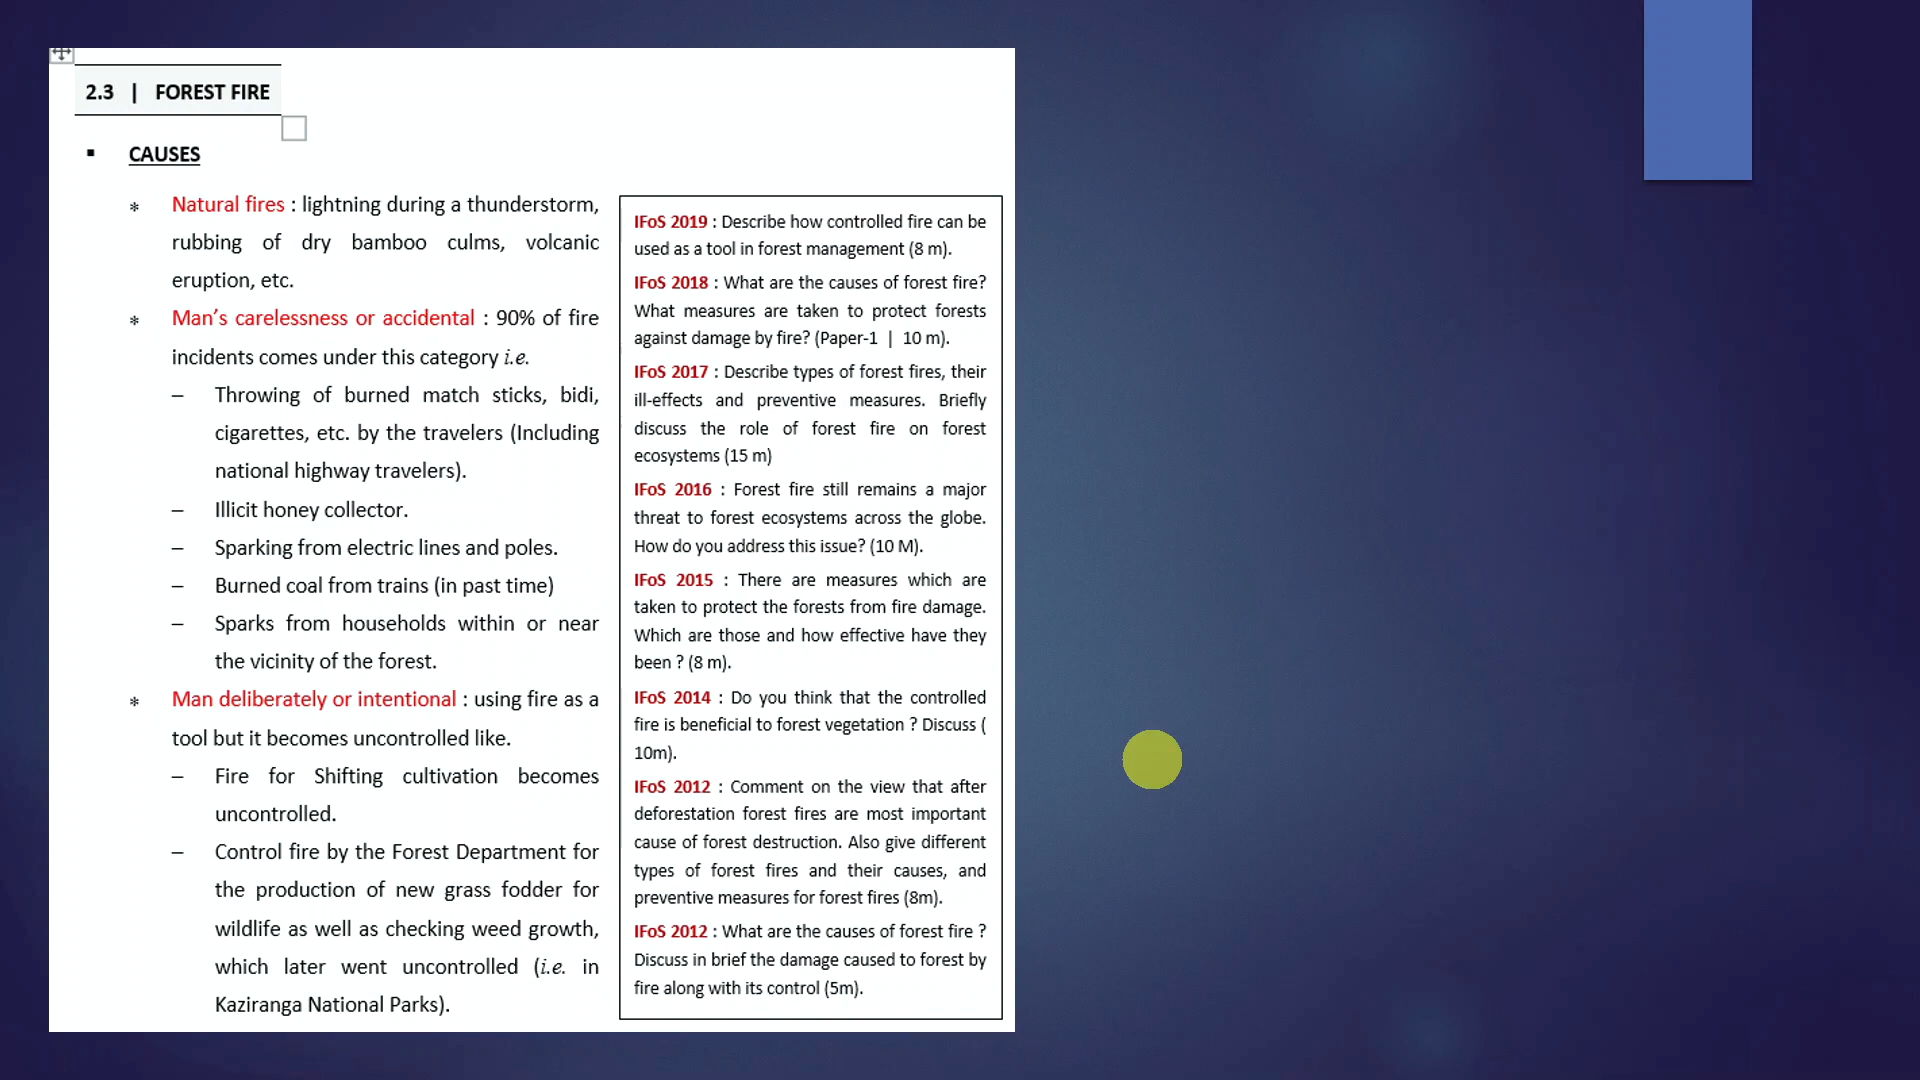 2.3 | FOREST FIRE
▪ CAUSES
* Natural fires : lightning during a thunderstorm,
rubbing of dry bamboo culms, volcanic
eruption, etc.
* Man’s carelessness or accidental : 90% of fire
incidents comes under this category i.e.
– Throwing of burned match sticks, bidi,
cigarettes, etc. by the travelers (Including
national highway travelers).
– Illicit honey collector.
– Sparking from electric lines and poles.
– Burned coal from trains (in past time)
– Sparks from households within or near
the vicinity of the forest.
* Man deliberately or intentional : using fire as a
tool but it becomes uncontrolled like.
– Fire for Shifting cultivation becomes
uncontrolled.
– Control fire by the Forest Department for
the production of new grass fodder for
wildlife as well as checking weed growth,
which later went uncontrolled (i.e. in
Kaziranga National Parks).
IFoS 2019 : Describe how controlled fire can be
used as a tool in forest management (8 m).
IFoS 2018 : What are the causes of forest fire?
What measures are taken to protect forests
against damage by fire? (Paper-1 | 10 m).
IFoS 2017 : Describe types of forest fires, their
ill-effects and preventive measures. Briefly
discuss the role of forest fire on forest
ecosystems (15 m)
IFoS 2016 : Forest fire still remains a major
threat to forest ecosystems across the globe.
How do you address this issue? (10 M).
IFoS 2015 : There are measures which are
taken to protect the forests from fire damage.
Which are those and how effective have they
been ? (8 m).
IFoS 2014 : Do you think that the controlled
fire is beneficial to forest vegetation ? Discuss (
10m).
IFoS 2012 : Comment on the view that after
deforestation forest fires are most important
cause of forest destruction. Also give different
types of forest fires and their causes, and
preventive measures for forest fires (8m).
IFoS 2012 : What are the causes of forest fire ?
Discuss in brief the damage caused to forest by
fire along with its control (5m).